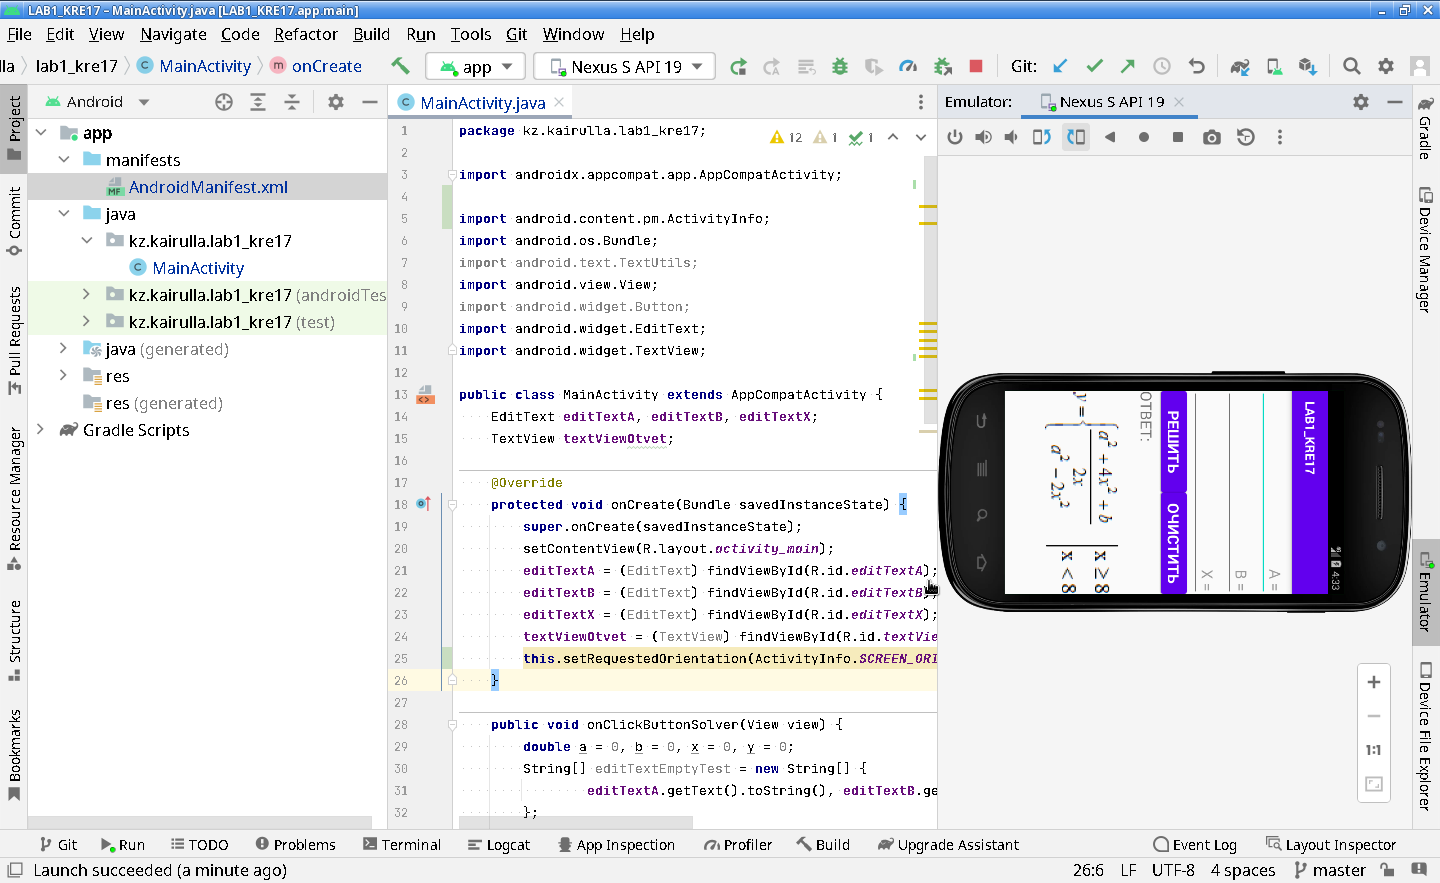 LAB1_KRE17 – MainActivity.java [LAB1_KRE17.app.main]
File Edit View Navigate Code Refactor Build Run Tools Git Window Help
lla lab1_kre17 MainActivity onCreate app Nexus S API 19 Git:
Project
Commit
Pull Requests
Resource Manager
Structure
Bookmarks
Android
app
manifests
AndroidManifest.xml
java
kz.kairulla.lab1_kre17
MainActivity
kz.kairulla.lab1_kre17 (androidTes
kz.kairulla.lab1_kre17 (test)
java (generated)
res
res (generated)
Gradle Scripts
MainActivity.java
12 1 1
1 package kz.kairulla.lab1_kre17;
2
3 import androidx.appcompat.app.AppCompatActivity;
4
5 import android.content.pm.ActivityInfo;
6 import android.os.Bundle;
7 import android.text.TextUtils;
8 import android.view.View;
9 import android.widget.Button;
10 import android.widget.EditText;
11 import android.widget.TextView;
12
13 public class MainActivity extends AppCompatActivity {
14 EditText editTextA, editTextB, editTextX;
15 TextView textViewOtvet;
16
17 @Override
18 protected void onCreate(Bundle savedInstanceState) {
19 super.onCreate(savedInstanceState);
20 setContentView(R.layout.activity_main);
21 editTextA = (EditText) findViewById(R.id.editTextA);
22 editTextB = (EditText) findViewById(R.id.editTextB);
23 editTextX = (EditText) findViewById(R.id.editTextX);
24 textViewOtvet = (TextView) findViewById(R.id.textVie
25 this.setRequestedOrientation(ActivityInfo.SCREEN_ORI
26 }
27
28 public void onClickButtonSolver(View view) {
29 double a = 0, b = 0, x = 0, y = 0;
30 String[] editTextEmptyTest = new String[] {
31 editTextA.getText().toString(), editTextB.ge
32 };
Emulator: Nexus S API 19
4:33
LAB1_KRE17
A =
B =
X =
РЕШИТЬ ОЧИСТИТЬ
ОТВЕТ:
y = { (a² + 4x² + b) / 2x x ≥ 8
a² − 2x² x < 8
1:1
Gradle
Device Manager
Emulator
Device File Explorer
Git Run TODO Problems Terminal Logcat App Inspection Profiler Build Upgrade Assistant Event Log Layout Inspector
Launch succeeded (a minute ago) 26:6 LF UTF-8 4 spaces master